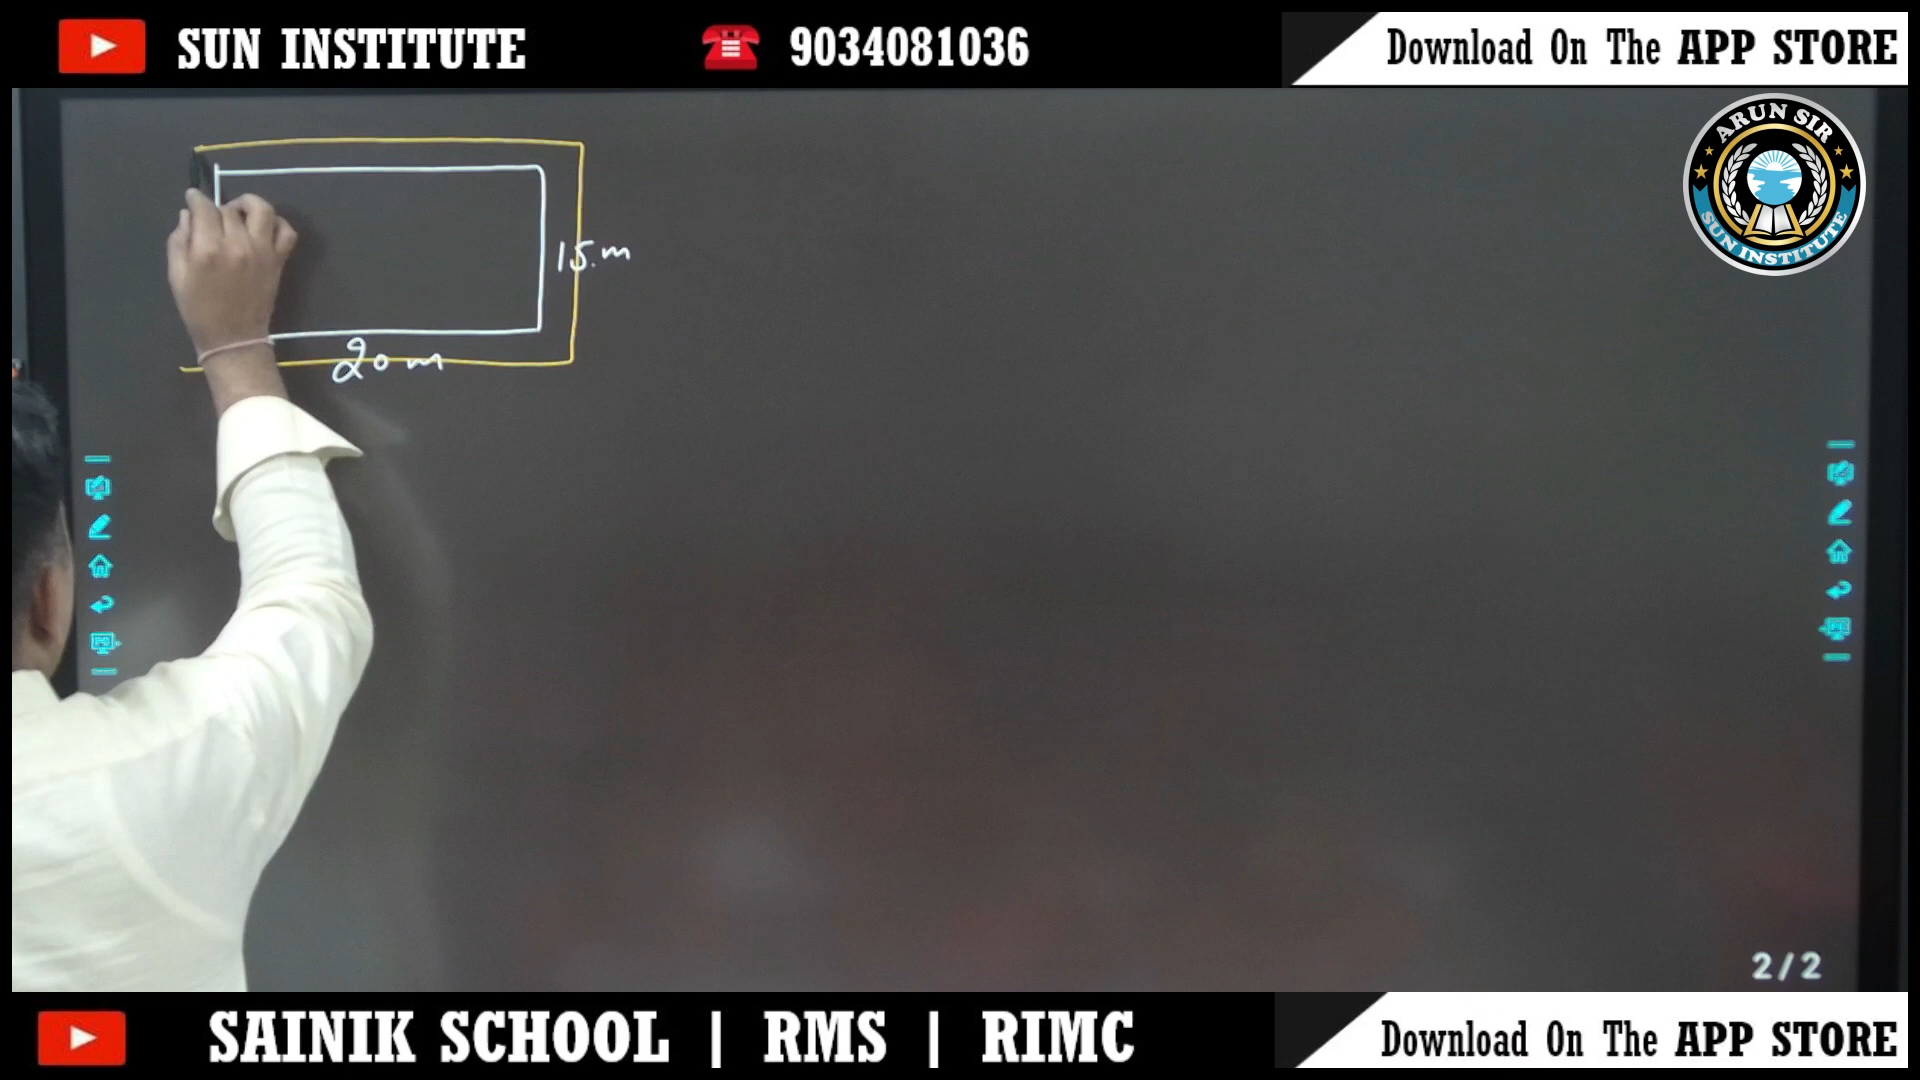 SUN INSTITUTE
9034081036
Download On The APP STORE
ARUN SIR
SUN INSTITUTE
15.m
20 m
2/2
SAINIK SCHOOL | RMS | RIMC
Download On The APP STORE